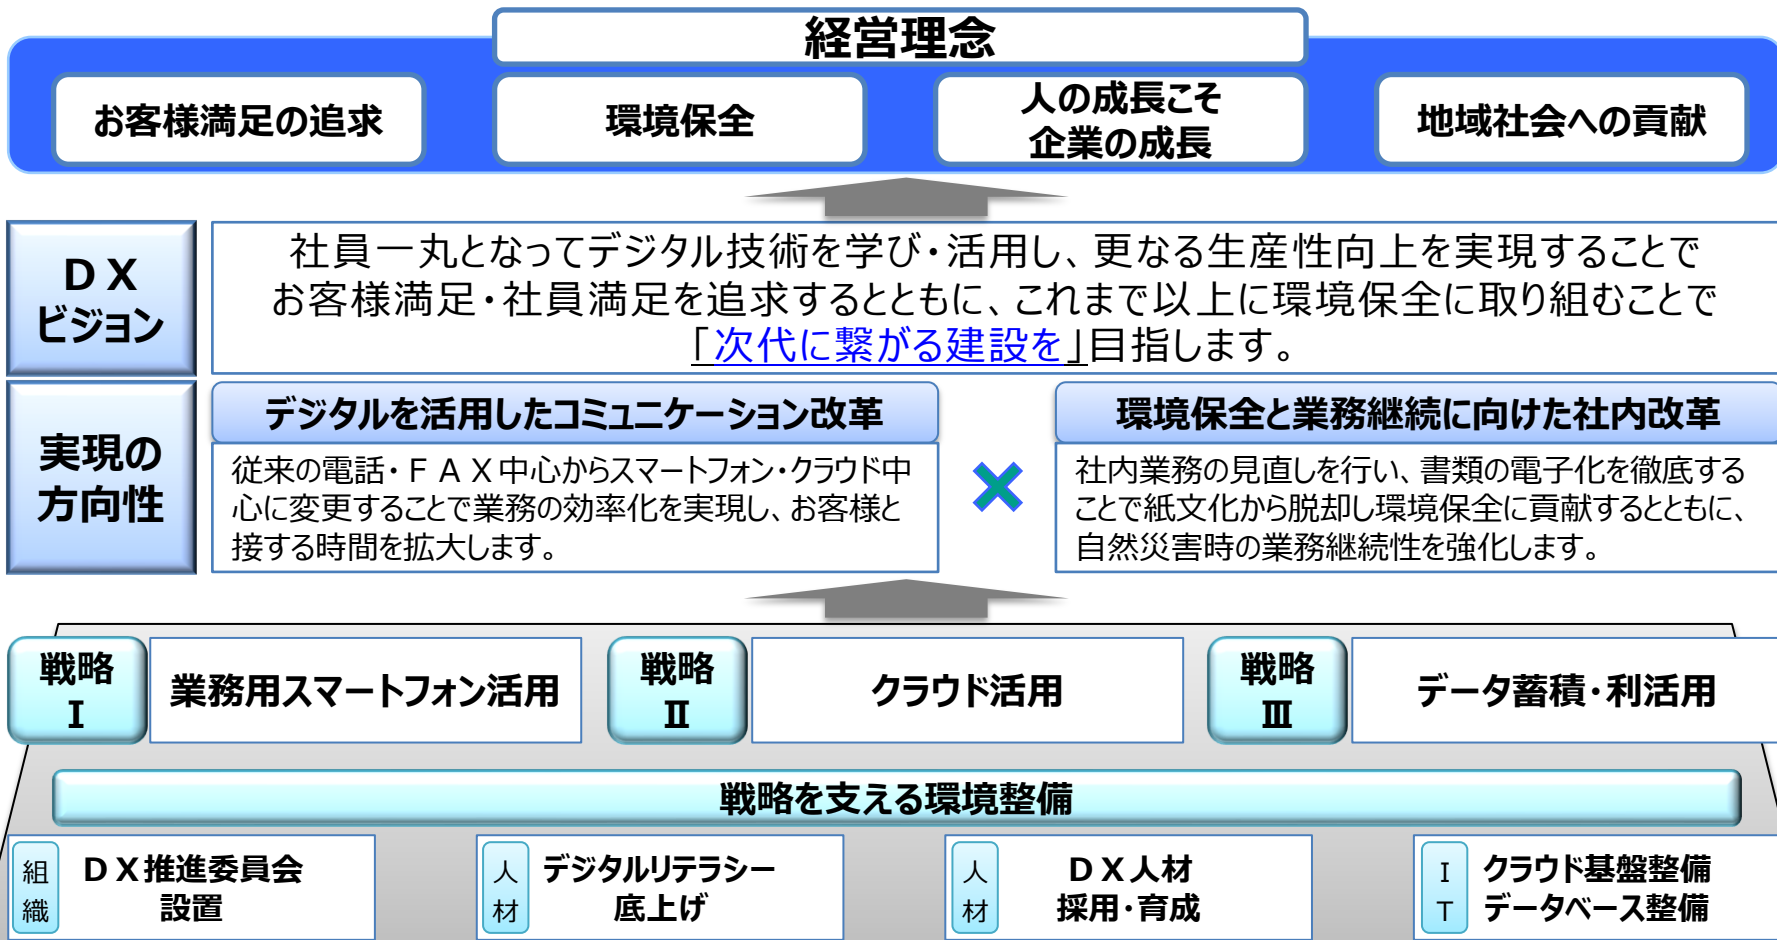 経営理念
お客様満足の追求
環境保全
人の成長こそ
企業の成長
地域社会への貢献
ＤＸ
ビジョン
社員一丸となってデジタル技術を学び・活用し、更なる生産性向上を実現することで
お客様満足・社員満足を追求するとともに、これまで以上に環境保全に取り組むことで
「次代に繋がる建設を」目指します。
実現の
方向性
デジタルを活用したコミュニケーション改革
従来の電話・ＦＡＸ中心からスマートフォン・クラウド中
心に変更することで業務の効率化を実現し、お客様と
接する時間を拡大します。
環境保全と業務継続に向けた社内改革
社内業務の見直しを行い、書類の電子化を徹底する
ことで紙文化から脱却し環境保全に貢献するとともに、
自然災害時の業務継続性を強化します。
戦略
Ⅰ
業務用スマートフォン活用
戦略
Ⅱ
クラウド活用
戦略
Ⅲ
データ蓄積・利活用
戦略を支える環境整備
組織
ＤＸ推進委員会
設置
人材
デジタルリテラシー
底上げ
人材
ＤＸ人材
採用・育成
ＩＴ
クラウド基盤整備
データベース整備